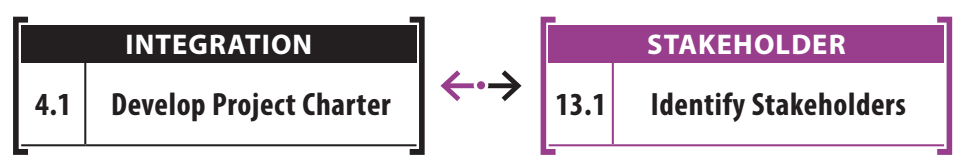 INTEGRATION
4.1 Develop Project Charter
STAKEHOLDER
13.1 Identify Stakeholders